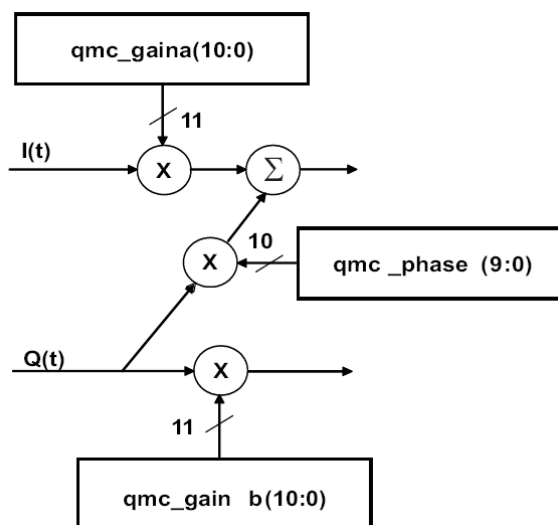 qmc_gaina(10:0)
11
I(t)
X
Σ
10
X
qmc _phase (9:0)
Q(t)
X
11
qmc_gain b(10:0)